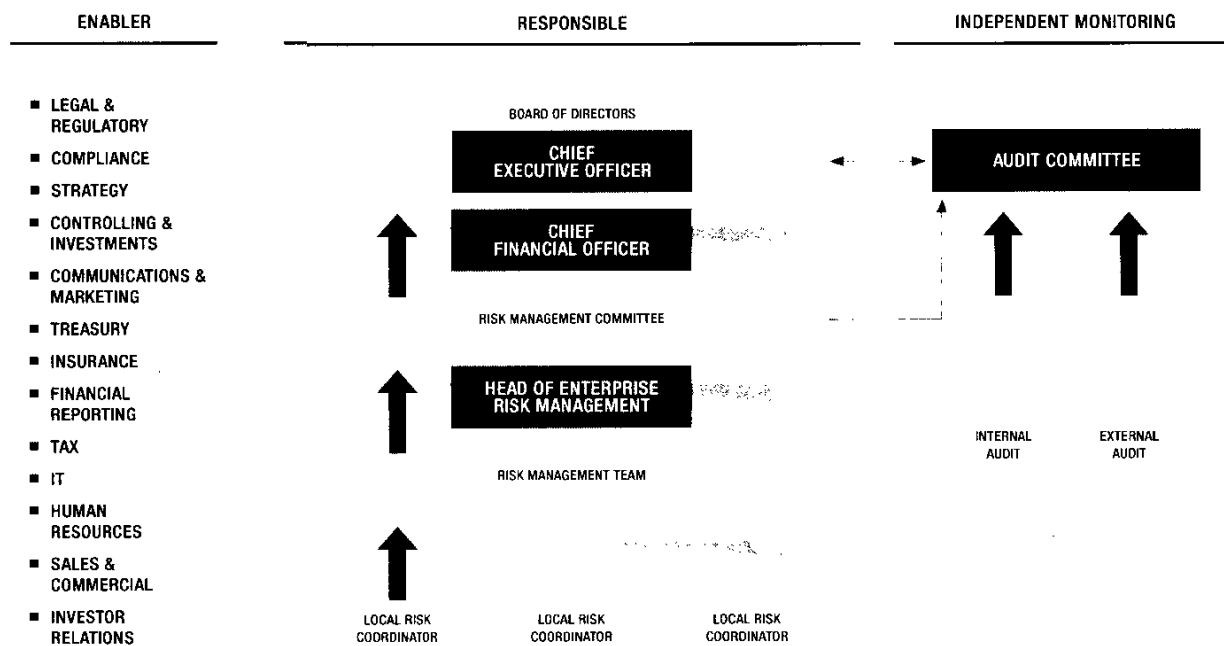 ENABLER
RESPONSIBLE
INDEPENDENT MONITORING
LEGAL &
REGULATORY
COMPLIANCE
STRATEGY
CONTROLLING &
INVESTMENTS
COMMUNICATIONS &
MARKETING
TREASURY
INSURANCE
FINANCIAL
REPORTING
TAX
IT
HUMAN
RESOURCES
SALES &
COMMERCIAL
INVESTOR
RELATIONS
BOARD OF DIRECTORS
CHIEF
EXECUTIVE OFFICER
CHIEF
FINANCIAL OFFICER
RISK MANAGEMENT COMMITTEE
HEAD OF ENTERPRISE
RISK MANAGEMENT
RISK MANAGEMENT TEAM
LOCAL RISK
COORDINATOR
LOCAL RISK
COORDINATOR
LOCAL RISK
COORDINATOR
AUDIT COMMITTEE
INTERNAL
AUDIT
EXTERNAL
AUDIT